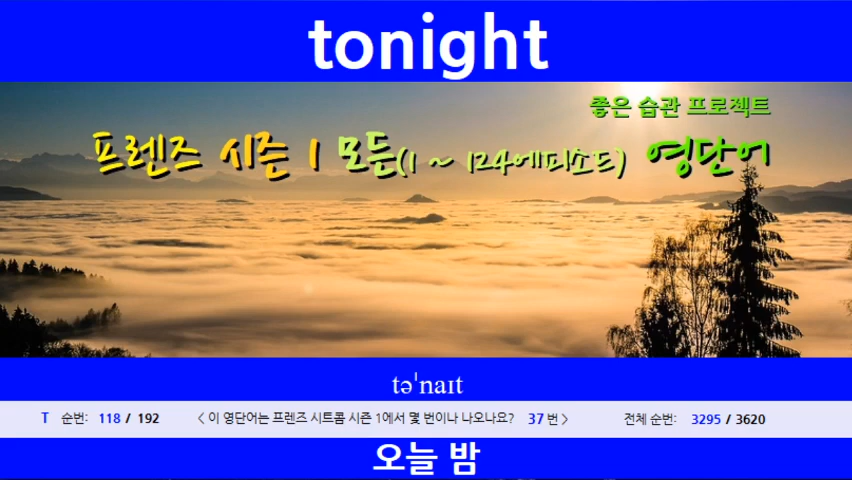 tonight
좋은 습관 프로젝트
프렌즈 시즌 1 모든(1 ~ 124에피소드) 영단어
təˈnaɪt
T 순번: 118 / 192 < 이 영단어는 프렌즈 시트콤 시즌 1에서 몇 번이나 나오나요? 37 번 > 전체 순번: 3295 / 3620
오늘 밤